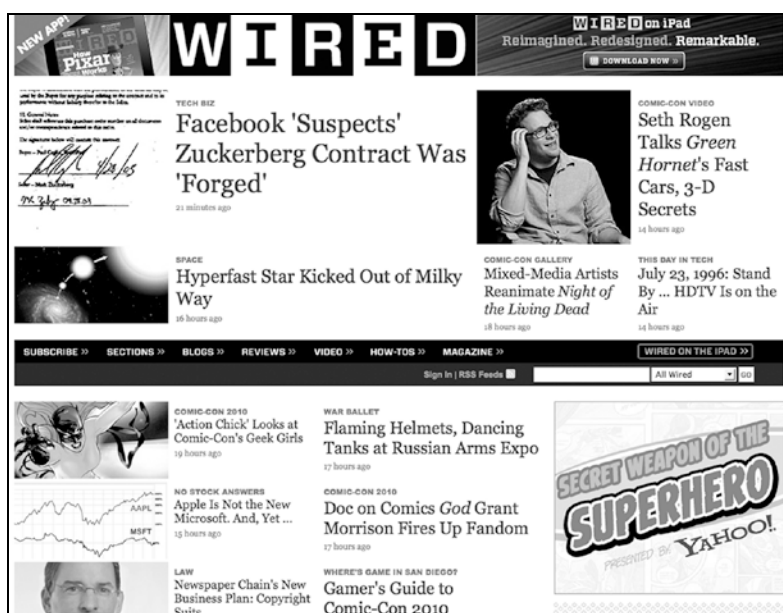 NEW APP!
WIRED
How
Pixar
Works
WIRED
WIRED on iPad
Reimagined. Redesigned. Remarkable.
DOWNLOAD NOW »
TECH BIZ
Facebook 'Suspects'
Zuckerberg Contract Was
'Forged'
21 minutes ago
COMIC-CON VIDEO
Seth Rogen
Talks Green
Hornet's Fast
Cars, 3-D
Secrets
14 hours ago
SPACE
Hyperfast Star Kicked Out of Milky
Way
16 hours ago
COMIC-CON GALLERY
Mixed-Media Artists
Reanimate Night of
the Living Dead
18 hours ago
THIS DAY IN TECH
July 23, 1996: Stand
By ... HDTV Is on the
Air
14 hours ago
SUBSCRIBE » SECTIONS » BLOGS » REVIEWS » VIDEO » HOW-TOS » MAGAZINE » WIRED ON THE IPAD »
Sign In | RSS Feeds All Wired GO
COMIC-CON 2010
'Action Chick' Looks at
Comic-Con's Geek Girls
19 hours ago
WAR BALLET
Flaming Helmets, Dancing
Tanks at Russian Arms Expo
17 hours ago
AAPL
MSFT
NO STOCK ANSWERS
Apple Is Not the New
Microsoft. And, Yet ...
15 hours ago
COMIC-CON 2010
Doc on Comics God Grant
Morrison Fires Up Fandom
17 hours ago
LAW
Newspaper Chain's New
Business Plan: Copyright
Suits
WHERE'S GAME IN SAN DIEGO?
Gamer's Guide to
Comic-Con 2010
SECRET WEAPON OF THE
SUPERHERO
PRESENTED BY YAHOO!